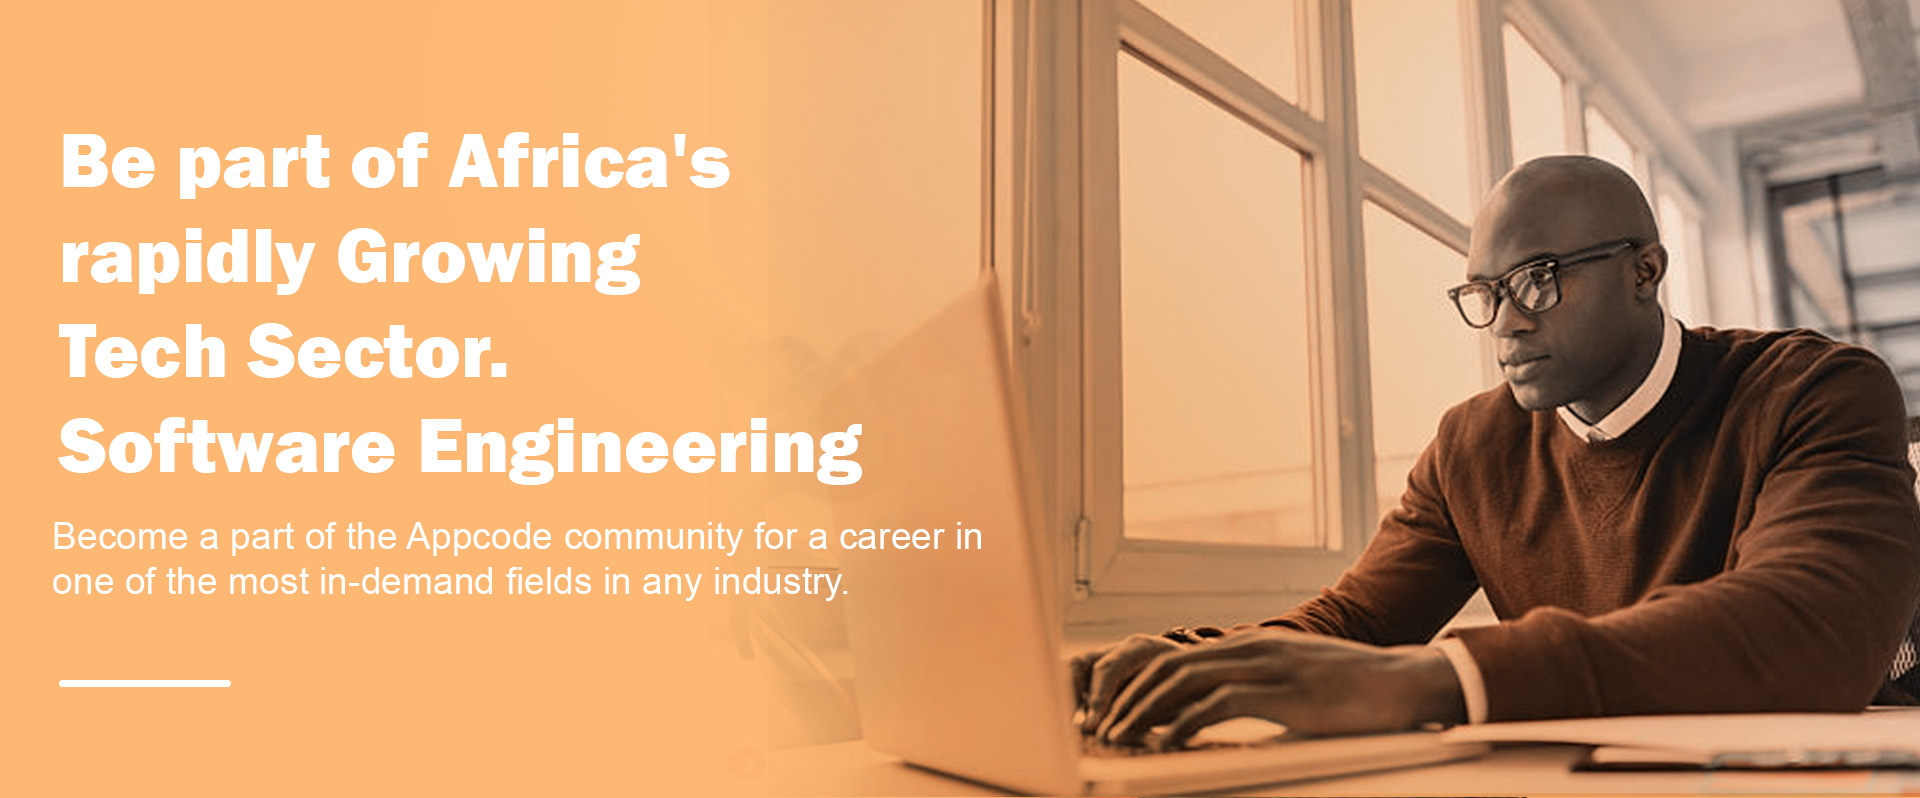 Be part of Africa's
rapidly Growing
Tech Sector.
Software Engineering
Become a part of the Appcode community for a career in
one of the most in-demand fields in any industry.